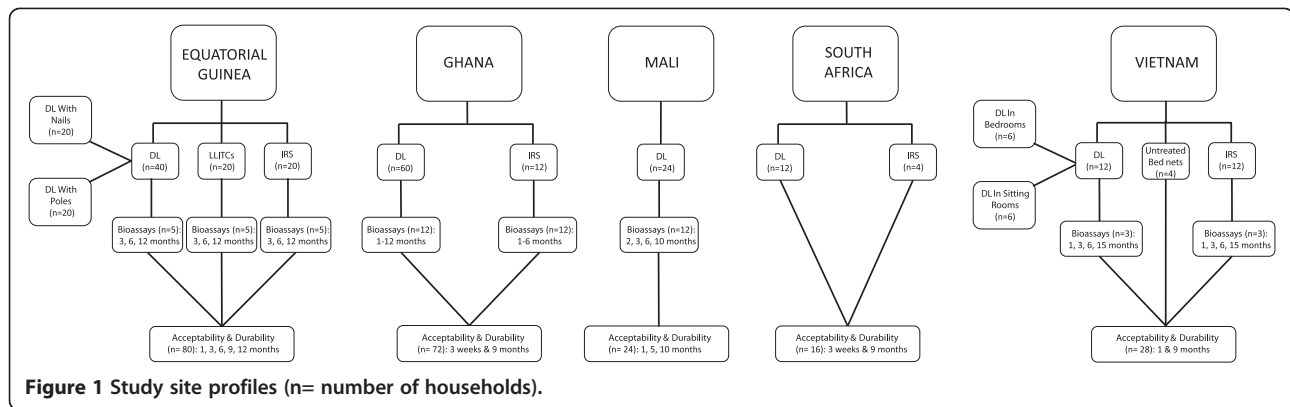 EQUATORIAL
GUINEA
DL With
Nails
(n=20)
DL With
Poles
(n=20)
DL
(n=40)
LLITCs
(n=20)
IRS
(n=20)
Bioassays (n=5):
3, 6, 12 months
Bioassays (n=5):
3, 6, 12 months
Bioassays (n=5):
3, 6, 12 months
Acceptability & Durability
(n= 80): 1, 3, 6, 9, 12 months
GHANA
DL
(n=60)
IRS
(n=12)
Bioassays (n=12):
1-12 months
Bioassays (n=12):
1-6 months
Acceptability & Durability
(n= 72): 3 weeks & 9 months
MALI
DL
(n=24)
Bioassays (n=12):
2, 3, 6, 10 months
Acceptability & Durability
(n= 24): 1, 5, 10 months
SOUTH
AFRICA
DL
(n=12)
IRS
(n=4)
Acceptability & Durability
(n= 16): 3 weeks & 9 months
VIETNAM
DL In
Bedrooms
(n=6)
DL In Sitting
Rooms
(n=6)
DL
(n=12)
Untreated
Bed nets
(n=4)
IRS
(n=12)
Bioassays (n=3):
1, 3, 6, 15 months
Bioassays (n=3):
1, 3, 6, 15 months
Acceptability & Durability
(n= 28): 1 & 9 months
Figure 1 Study site profiles (n= number of households).